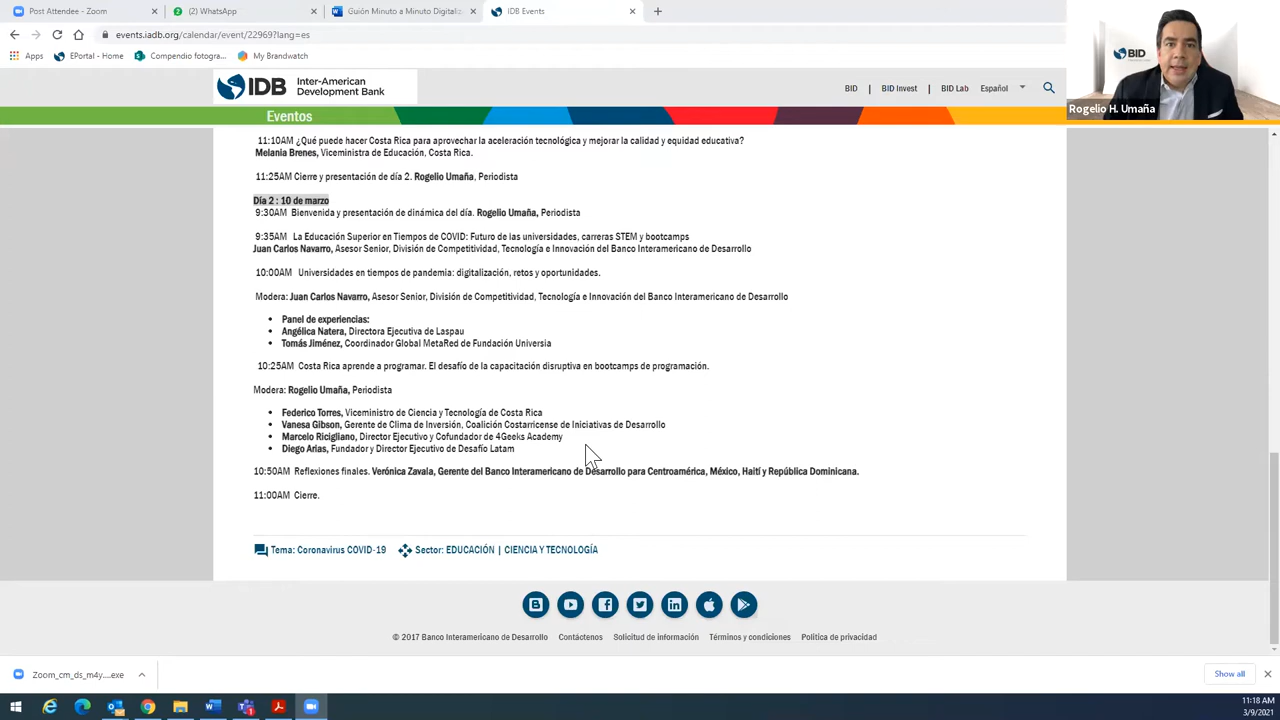 Post Attendee - Zoom
(2) WhatsApp
Guión Minuto a Minuto Digitali
IDB Events
events.iadb.org/calendar/event/22969?lang=es
Apps
EPortal - Home
Compendio fotogra...
My Brandwatch
BID
Rogelio H. Umaña
IDB
Inter-American
Development Bank
BID | BID Invest | BID Lab Español
Eventos
11:10AM ¿Qué puede hacer Costa Rica para aprovechar la aceleración tecnológica y mejorar la calidad y equidad educativa?
Melania Brenes, Viceministra de Educación, Costa Rica.
11:25AM Cierre y presentación de día 2. Rogelio Umaña, Periodista
Día 2 : 10 de marzo
9:30AM Bienvenida y presentación de dinámica del día. Rogelio Umaña, Periodista
9:35AM La Educación Superior en Tiempos de COVID: Futuro de las universidades, carreras STEM y bootcamps
Juan Carlos Navarro, Asesor Senior, División de Competitividad, Tecnología e Innovación del Banco Interamericano de Desarrollo
10:00AM Universidades en tiempos de pandemia: digitalización, retos y oportunidades.
Modera: Juan Carlos Navarro, Asesor Senior, División de Competitividad, Tecnología e Innovación del Banco Interamericano de Desarrollo
• Panel de experiencias:
• Angélica Natera, Directora Ejecutiva de Laspau
• Tomás Jiménez, Coordinador Global MetaRed de Fundación Universia
10:25AM Costa Rica aprende a programar. El desafío de la capacitación disruptiva en bootcamps de programación.
Modera: Rogelio Umaña, Periodista
• Federico Torres, Viceministro de Ciencia y Tecnología de Costa Rica
• Vanesa Gibson, Gerente de Clima de Inversión, Coalición Costarricense de Iniciativas de Desarrollo
• Marcelo Ricigliano, Director Ejecutivo y Cofundador de 4Geeks Academy
• Diego Arias, Fundador y Director Ejecutivo de Desafío Latam
10:50AM Reflexiones finales. Verónica Zavala, Gerente del Banco Interamericano de Desarrollo para Centroamérica, México, Haití y República Dominicana.
11:00AM Cierre.
Tema: Coronavirus COVID-19 Sector: EDUCACIÓN | CIENCIA Y TECNOLOGÍA
© 2017 Banco Interamericano de Desarrollo Contáctenos Solicitud de información Términos y condiciones Política de privacidad
Zoom_cm_ds_m4y....exe
Show all
11:18 AM
3/9/2021